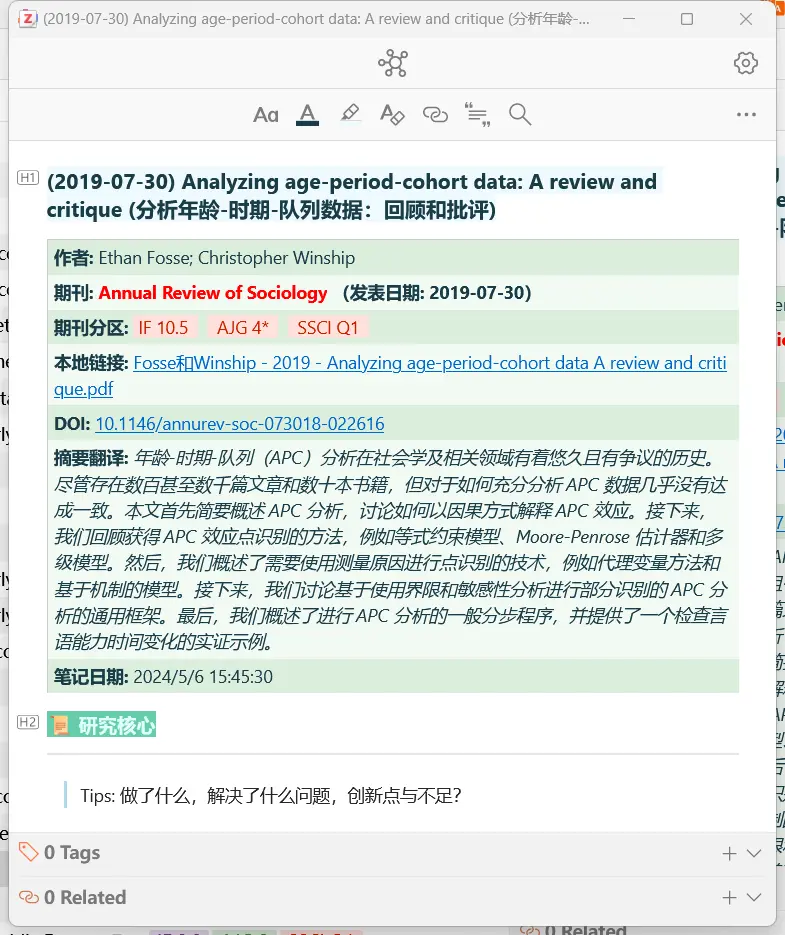 (2019-07-30) Analyzing age-period-cohort data: A review and critique (分析年龄-...
Aa
H1
(2019-07-30) Analyzing age-period-cohort data: A review and
critique (分析年龄-时期-队列数据：回顾和批评)
作者: Ethan Fosse; Christopher Winship
期刊: Annual Review of Sociology （发表日期: 2019-07-30）
期刊分区: IF 10.5 AJG 4* SSCI Q1
本地链接: Fosse和Winship - 2019 - Analyzing age-period-cohort data A review and criti
que.pdf
DOI: 10.1146/annurev-soc-073018-022616
摘要翻译: 年龄-时期-队列（APC）分析在社会学及相关领域有着悠久且有争议的历史。
尽管存在数百甚至数千篇文章和数十本书籍，但对于如何充分分析 APC 数据几乎没有达
成一致。本文首先简要概述 APC 分析，讨论如何以因果方式解释 APC 效应。接下来，
我们回顾获得 APC 效应点识别的方法，例如等式约束模型、Moore-Penrose 估计器和多
级模型。然后，我们概述了需要使用测量原因进行点识别的技术，例如代理变量方法和
基于机制的模型。接下来，我们讨论基于使用界限和敏感性分析进行部分识别的 APC 分
析的通用框架。最后，我们概述了进行 APC 分析的一般分步程序，并提供了一个检查言
语能力时间变化的实证示例。
笔记日期: 2024/5/6 15:45:30
H2
研究核心
Tips: 做了什么，解决了什么问题，创新点与不足？
0 Tags
0 Related
0 Related